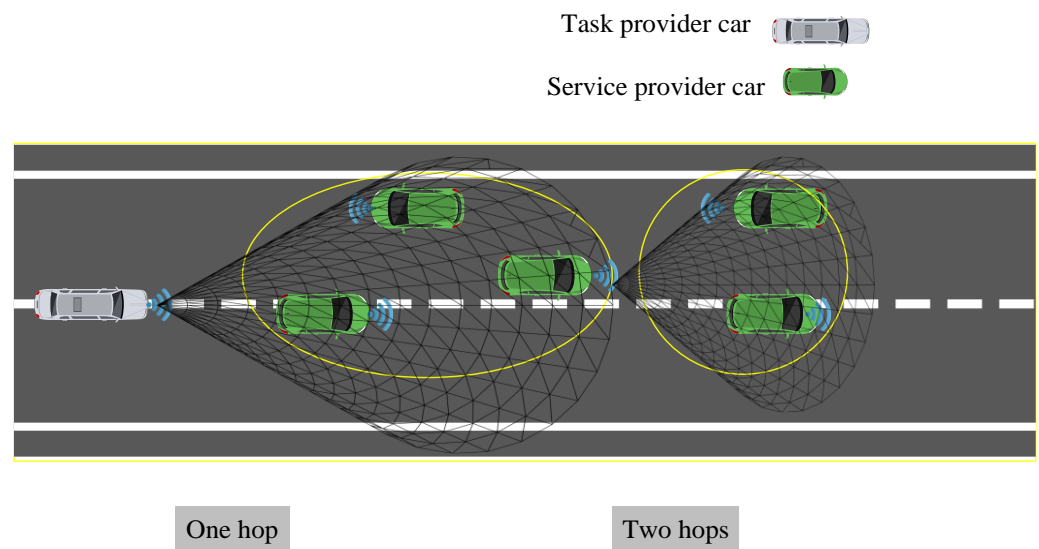 Task provider car
Service provider car
One hop
Two hops